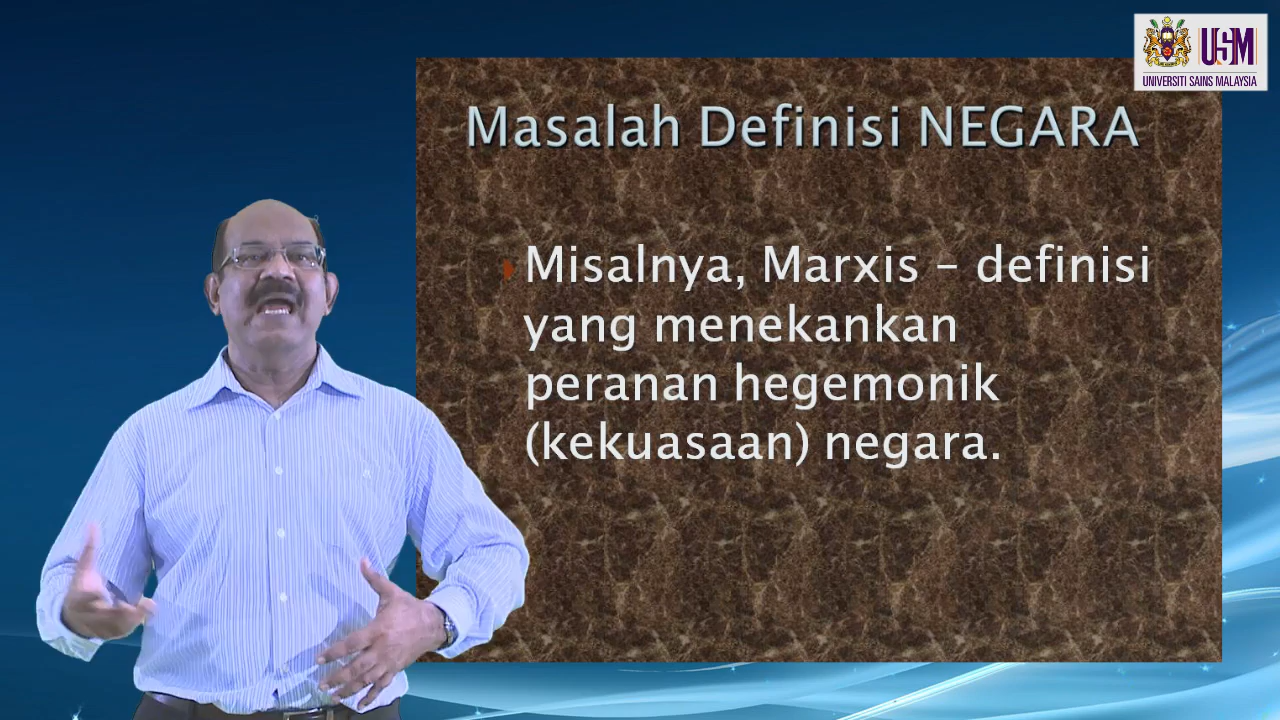 USM
UNIVERSITI SAINS MALAYSIA
Masalah Definisi NEGARA
Misalnya, Marxis – definisi
yang menekankan
peranan hegemonik
(kekuasaan) negara.